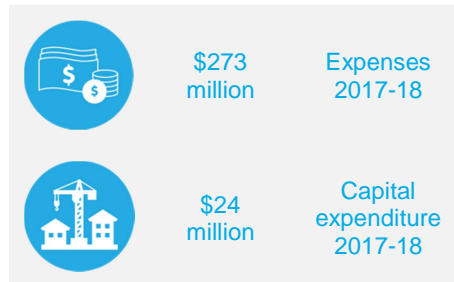 $
$
$273
million
Expenses
2017-18
$24
million
Capital
expenditure
2017-18